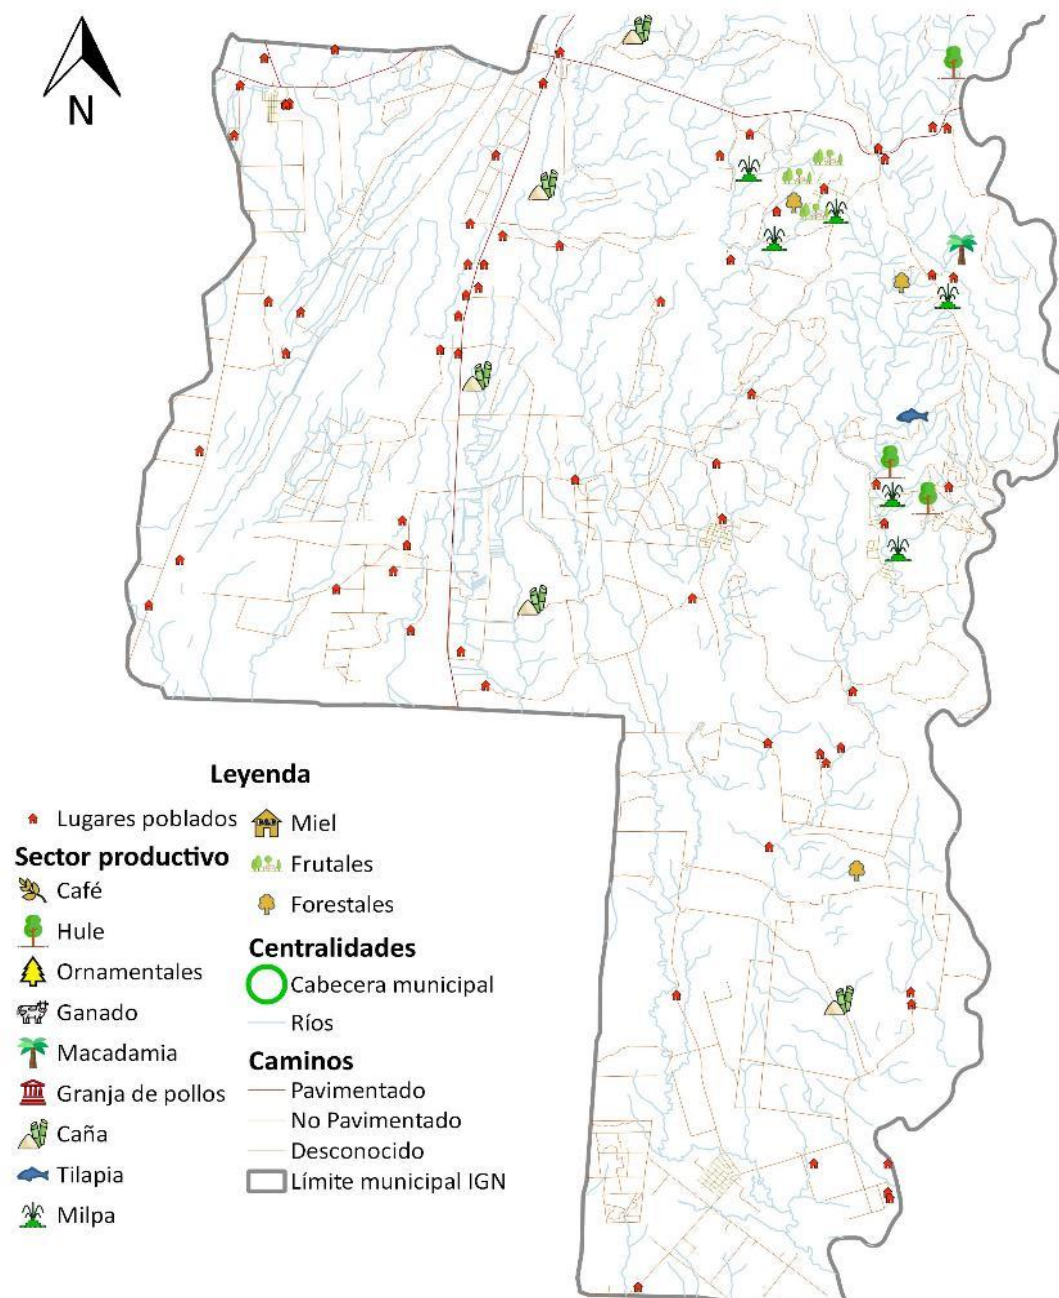 N
Leyenda
Lugares poblados
Sector productivo
Café
Hule
Ornamentales
Ganado
Macadamia
Granja de pollos
Caña
Tilapia
Milpa
Miel
Frutales
Forestales
Centralidades
Cabecera municipal
Ríos
Caminos
Pavimentado
No Pavimentado
Desconocido
Límite municipal IGN